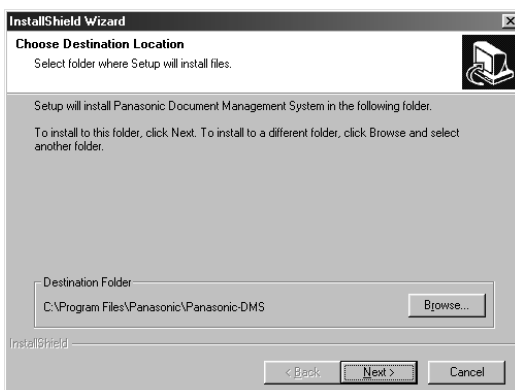 InstallShield Wizard
Choose Destination Location
Select folder where Setup will install files.
Setup will install Panasonic Document Management System in the following folder.
To install to this folder, click Next. To install to a different folder, click Browse and select
another folder.
Destination Folder
C:\Program Files\Panasonic\Panasonic-DMS
Browse...
InstallShield
< Back
Next >
Cancel